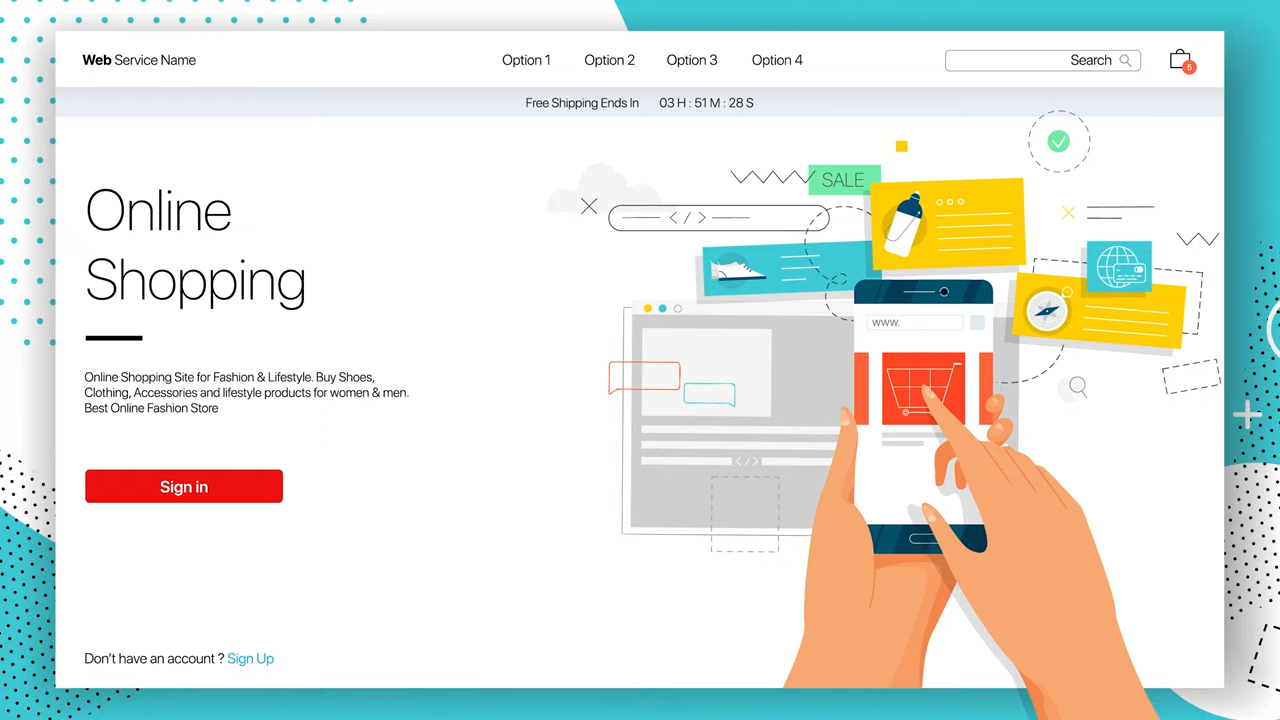 Web Service Name
Option 1
Option 2
Option 3
Option 4
Search
5
Free Shipping Ends In 03 H : 51 M : 28 S
SALE
</>
www.
Online
Shopping
Online Shopping Site for Fashion & Lifestyle. Buy Shoes,
Clothing, Accessories and lifestyle products for women & men.
Best Online Fashion Store
</>
Sign in
Don't have an account ? Sign Up